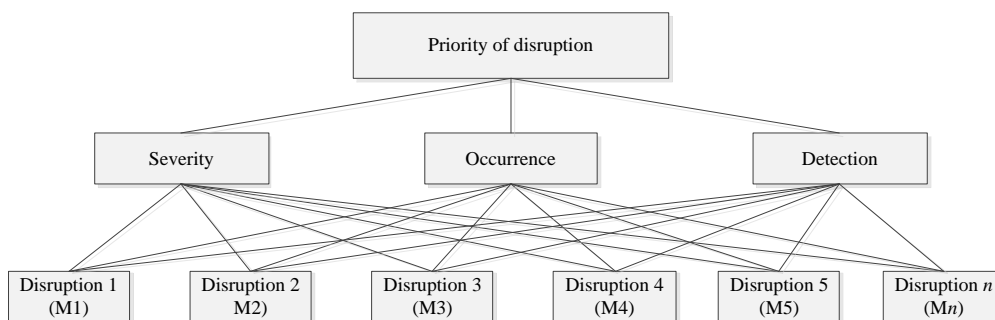 Priority of disruption
Severity
Occurrence
Detection
Disruption 1
(M1)
Disruption 2
M2)
Disruption 3
(M3)
Disruption 4
(M4)
Disruption 5
(M5)
Disruption n
(Mn)